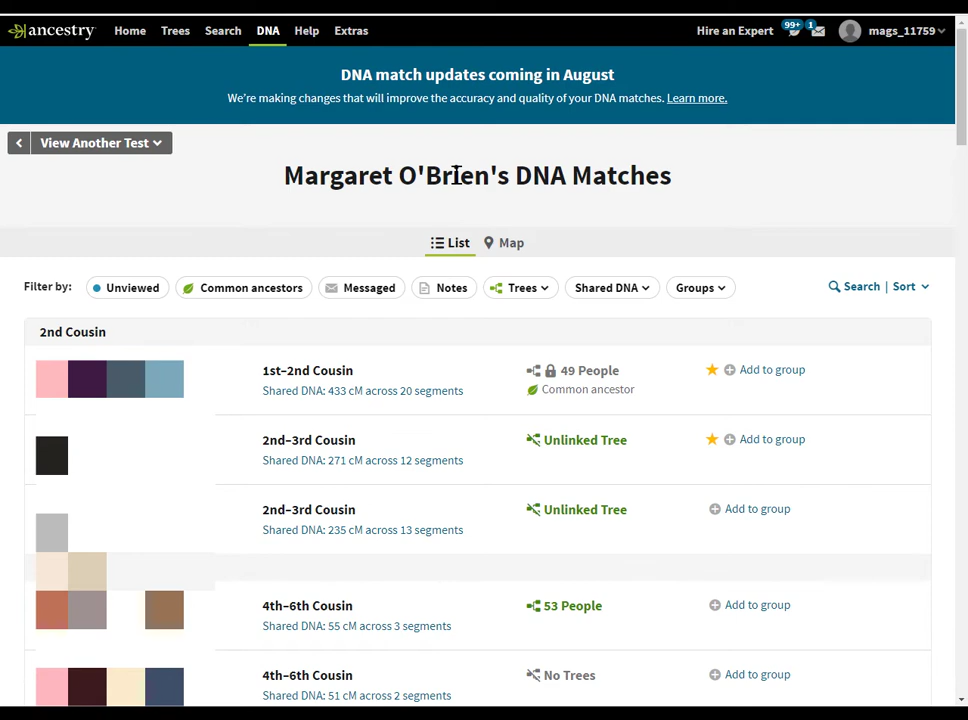 ancestry Home Trees Search DNA Help Extras Hire an Expert 99+ 1 mags_11759
DNA match updates coming in August
We're making changes that will improve the accuracy and quality of your DNA matches. Learn more.
View Another Test
Margaret O'Brien's DNA Matches
List Map
Filter by: Unviewed Common ancestors Messaged Notes Trees Shared DNA Groups Search | Sort
2nd Cousin
1st–2nd Cousin 49 People Add to group
Shared DNA: 433 cM across 20 segments Common ancestor
2nd–3rd Cousin Unlinked Tree Add to group
Shared DNA: 271 cM across 12 segments
2nd–3rd Cousin Unlinked Tree Add to group
Shared DNA: 235 cM across 13 segments
4th–6th Cousin 53 People Add to group
Shared DNA: 55 cM across 3 segments
4th–6th Cousin No Trees Add to group
Shared DNA: 51 cM across 2 segments